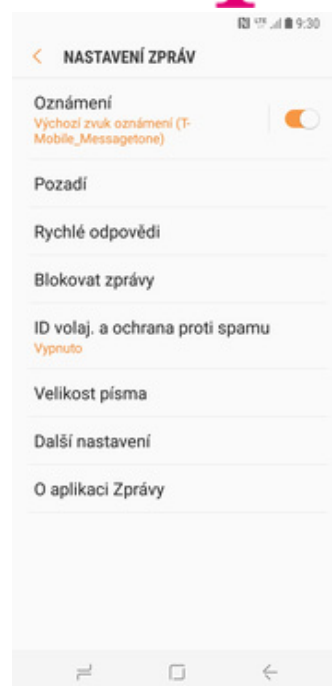 9:30
NASTAVENÍ ZPRÁV
Oznámení
Výchozí zvuk oznámení (T-
Mobile_Messagetone)
Pozadí
Rychlé odpovědi
Blokovat zprávy
ID volaj. a ochrana proti spamu
Vypnuto
Velikost písma
Další nastavení
O aplikaci Zprávy